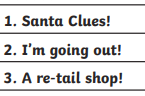 1. Santa Clues!
2. I'm going out!
3. A re-tail shop!